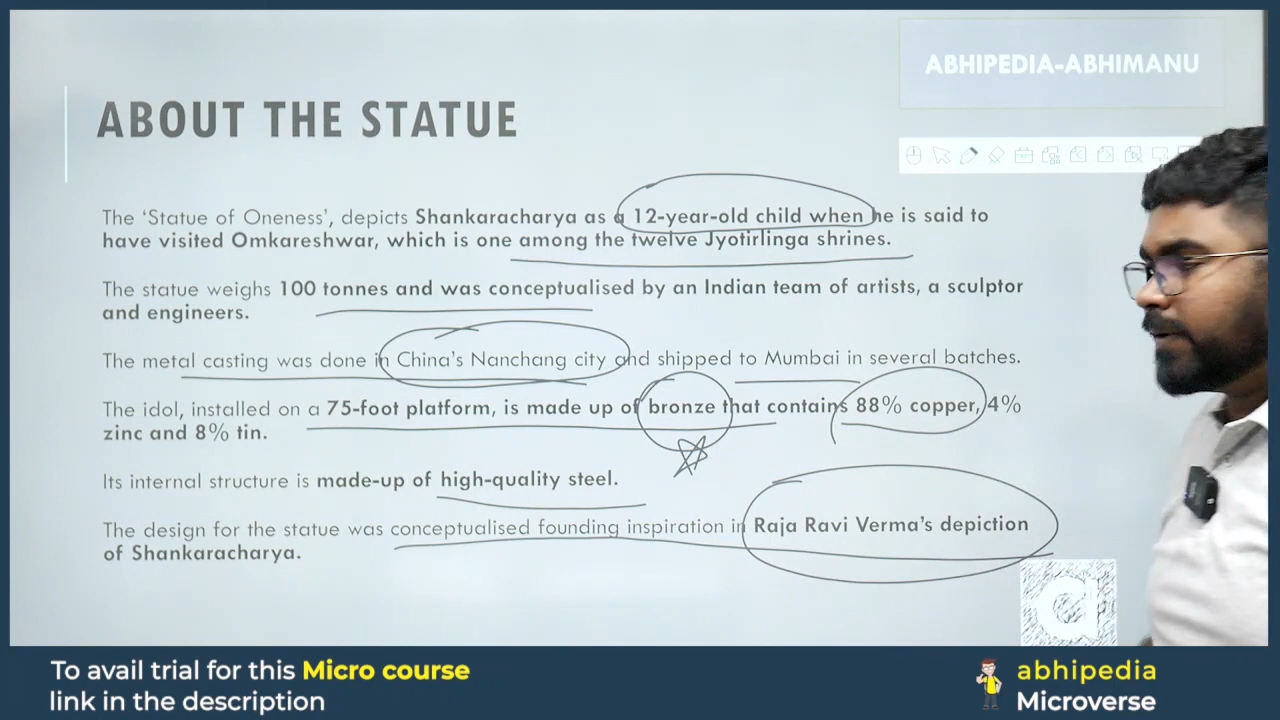 ABHIPEDIA-ABHIMANU
ABOUT THE STATUE
The ‘Statue of Oneness’, depicts Shankaracharya as a 12-year-old child when he is said to
have visited Omkareshwar, which is one among the twelve Jyotirlinga shrines.
The statue weighs 100 tonnes and was conceptualised by an Indian team of artists, a sculptor
and engineers.
The metal casting was done in China’s Nanchang city and shipped to Mumbai in several batches.
The idol, installed on a 75-foot platform, is made up of bronze that contains 88% copper, 4%
zinc and 8% tin.
Its internal structure is made-up of high-quality steel.
The design for the statue was conceptualised founding inspiration in Raja Ravi Verma’s depiction
of Shankaracharya.
To avail trial for this Micro course
link in the description
abhipedia
Microverse